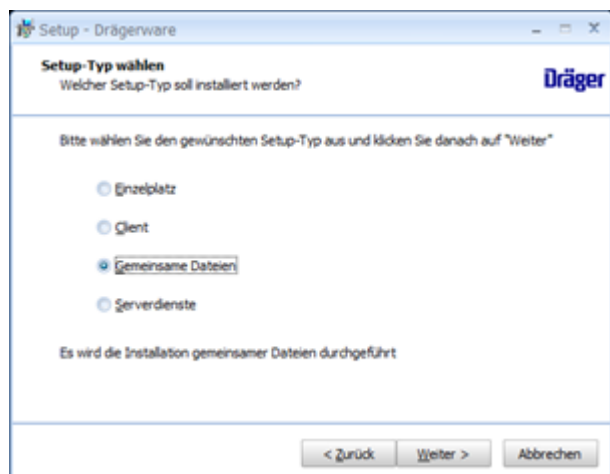 Setup - Drägerware
Setup-Typ wählen
Welcher Setup-Typ soll installiert werden?
Dräger
Bitte wählen Sie den gewünschten Setup-Typ aus und klicken Sie danach auf "Weiter"
Einzelplatz
Client
Gemeinsame Dateien
Serverdienste
Es wird die Installation gemeinsamer Dateien durchgeführt
< Zurück Weiter > Abbrechen